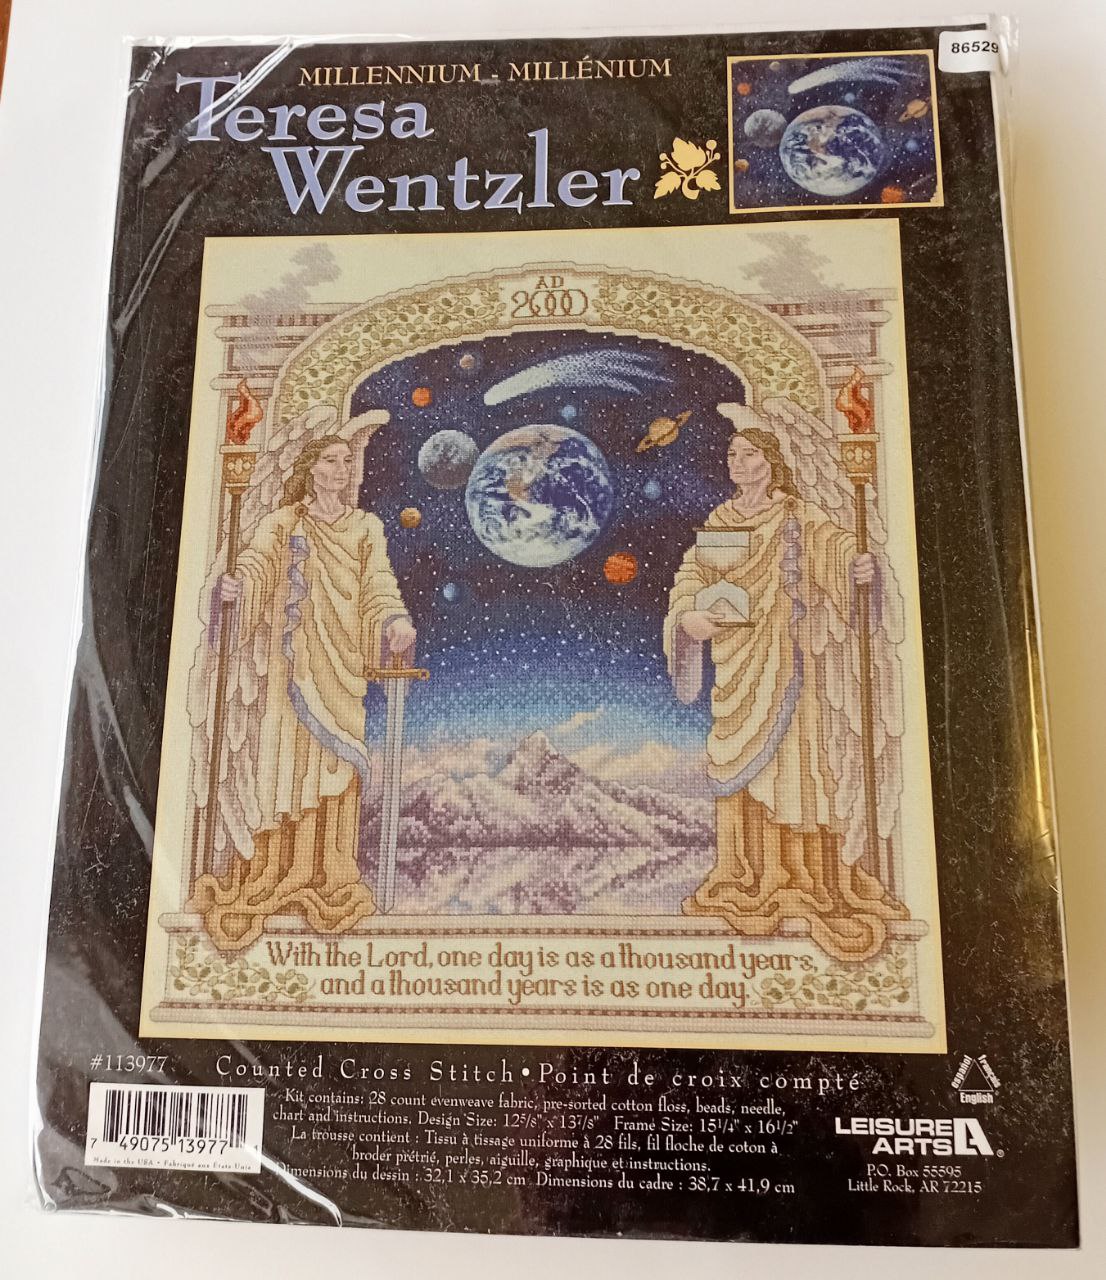 86529
MILLENNIUM - MILLÉNIUM
Teresa
Wentzler
AD
2000
With the Lord, one day is as a thousand years,
and a thousand years is as one day.
#113977
Counted Cross Stitch • Point de croix compté
Kit contains: 28 count evenweave fabric, pre-sorted cotton floss, beads, needle,
chart and instructions. Design Size: 12⅝" x 13⅞" Frame Size: 15¼" x 16½"
La trousse contient : Tissu à tissage uniforme à 28 fils, fil floche de coton à
broder prétrié, perles, aiguille, graphique et instructions.
Dimensions du dessin : 32,1 x 35,2 cm Dimensions du cadre : 38,7 x 41,9 cm
7 49075 13977 1
Made in the USA • Fabriqué aux États Unis
español
français
English
LEISURE
ARTS®
P.O. Box 55595
Little Rock, AR 72215